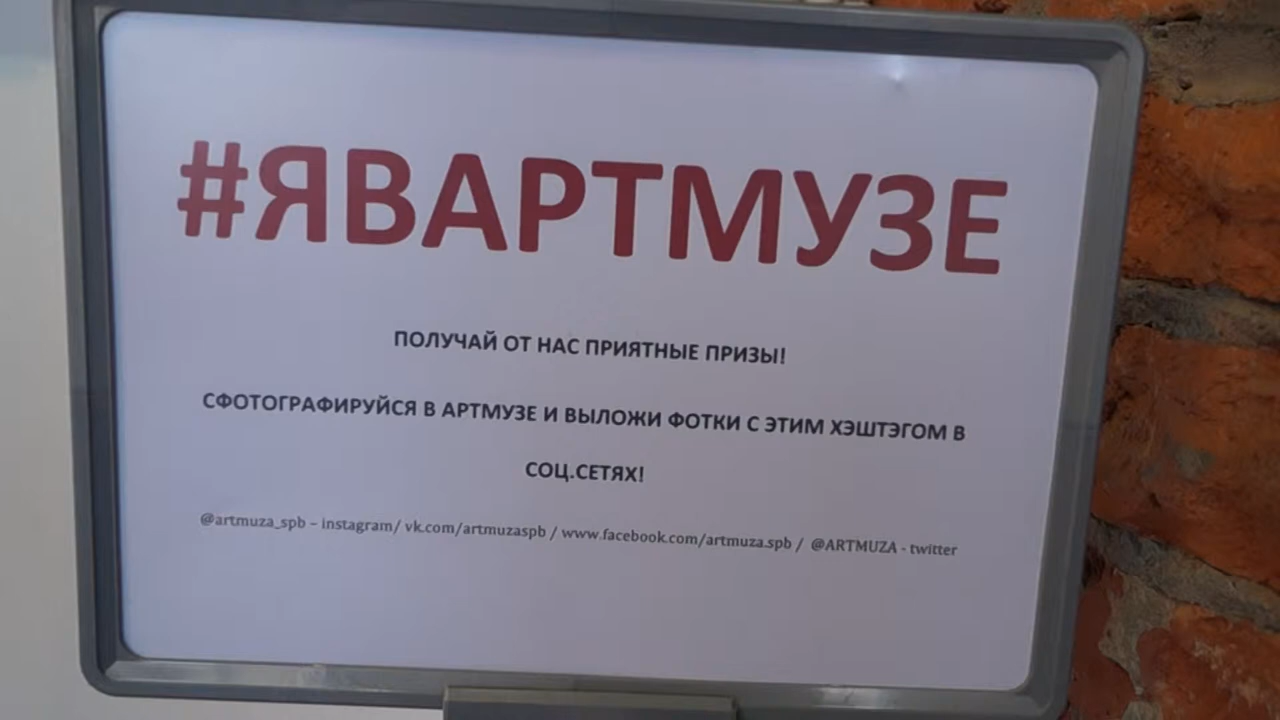 #ЯВАРТМУЗЕ
ПОЛУЧАЙ ОТ НАС ПРИЯТНЫЕ ПРИЗЫ!
СФОТОГРАФИРУЙСЯ В АРТМУЗЕ И ВЫЛОЖИ ФОТКИ С ЭТИМ ХЭШТЭГОМ В
СОЦ.СЕТЯХ!
@artmuza_spb – instagram/ vk.com/artmuzaspb / www.facebook.com/artmuza.spb / @ARTMUZA - twitter